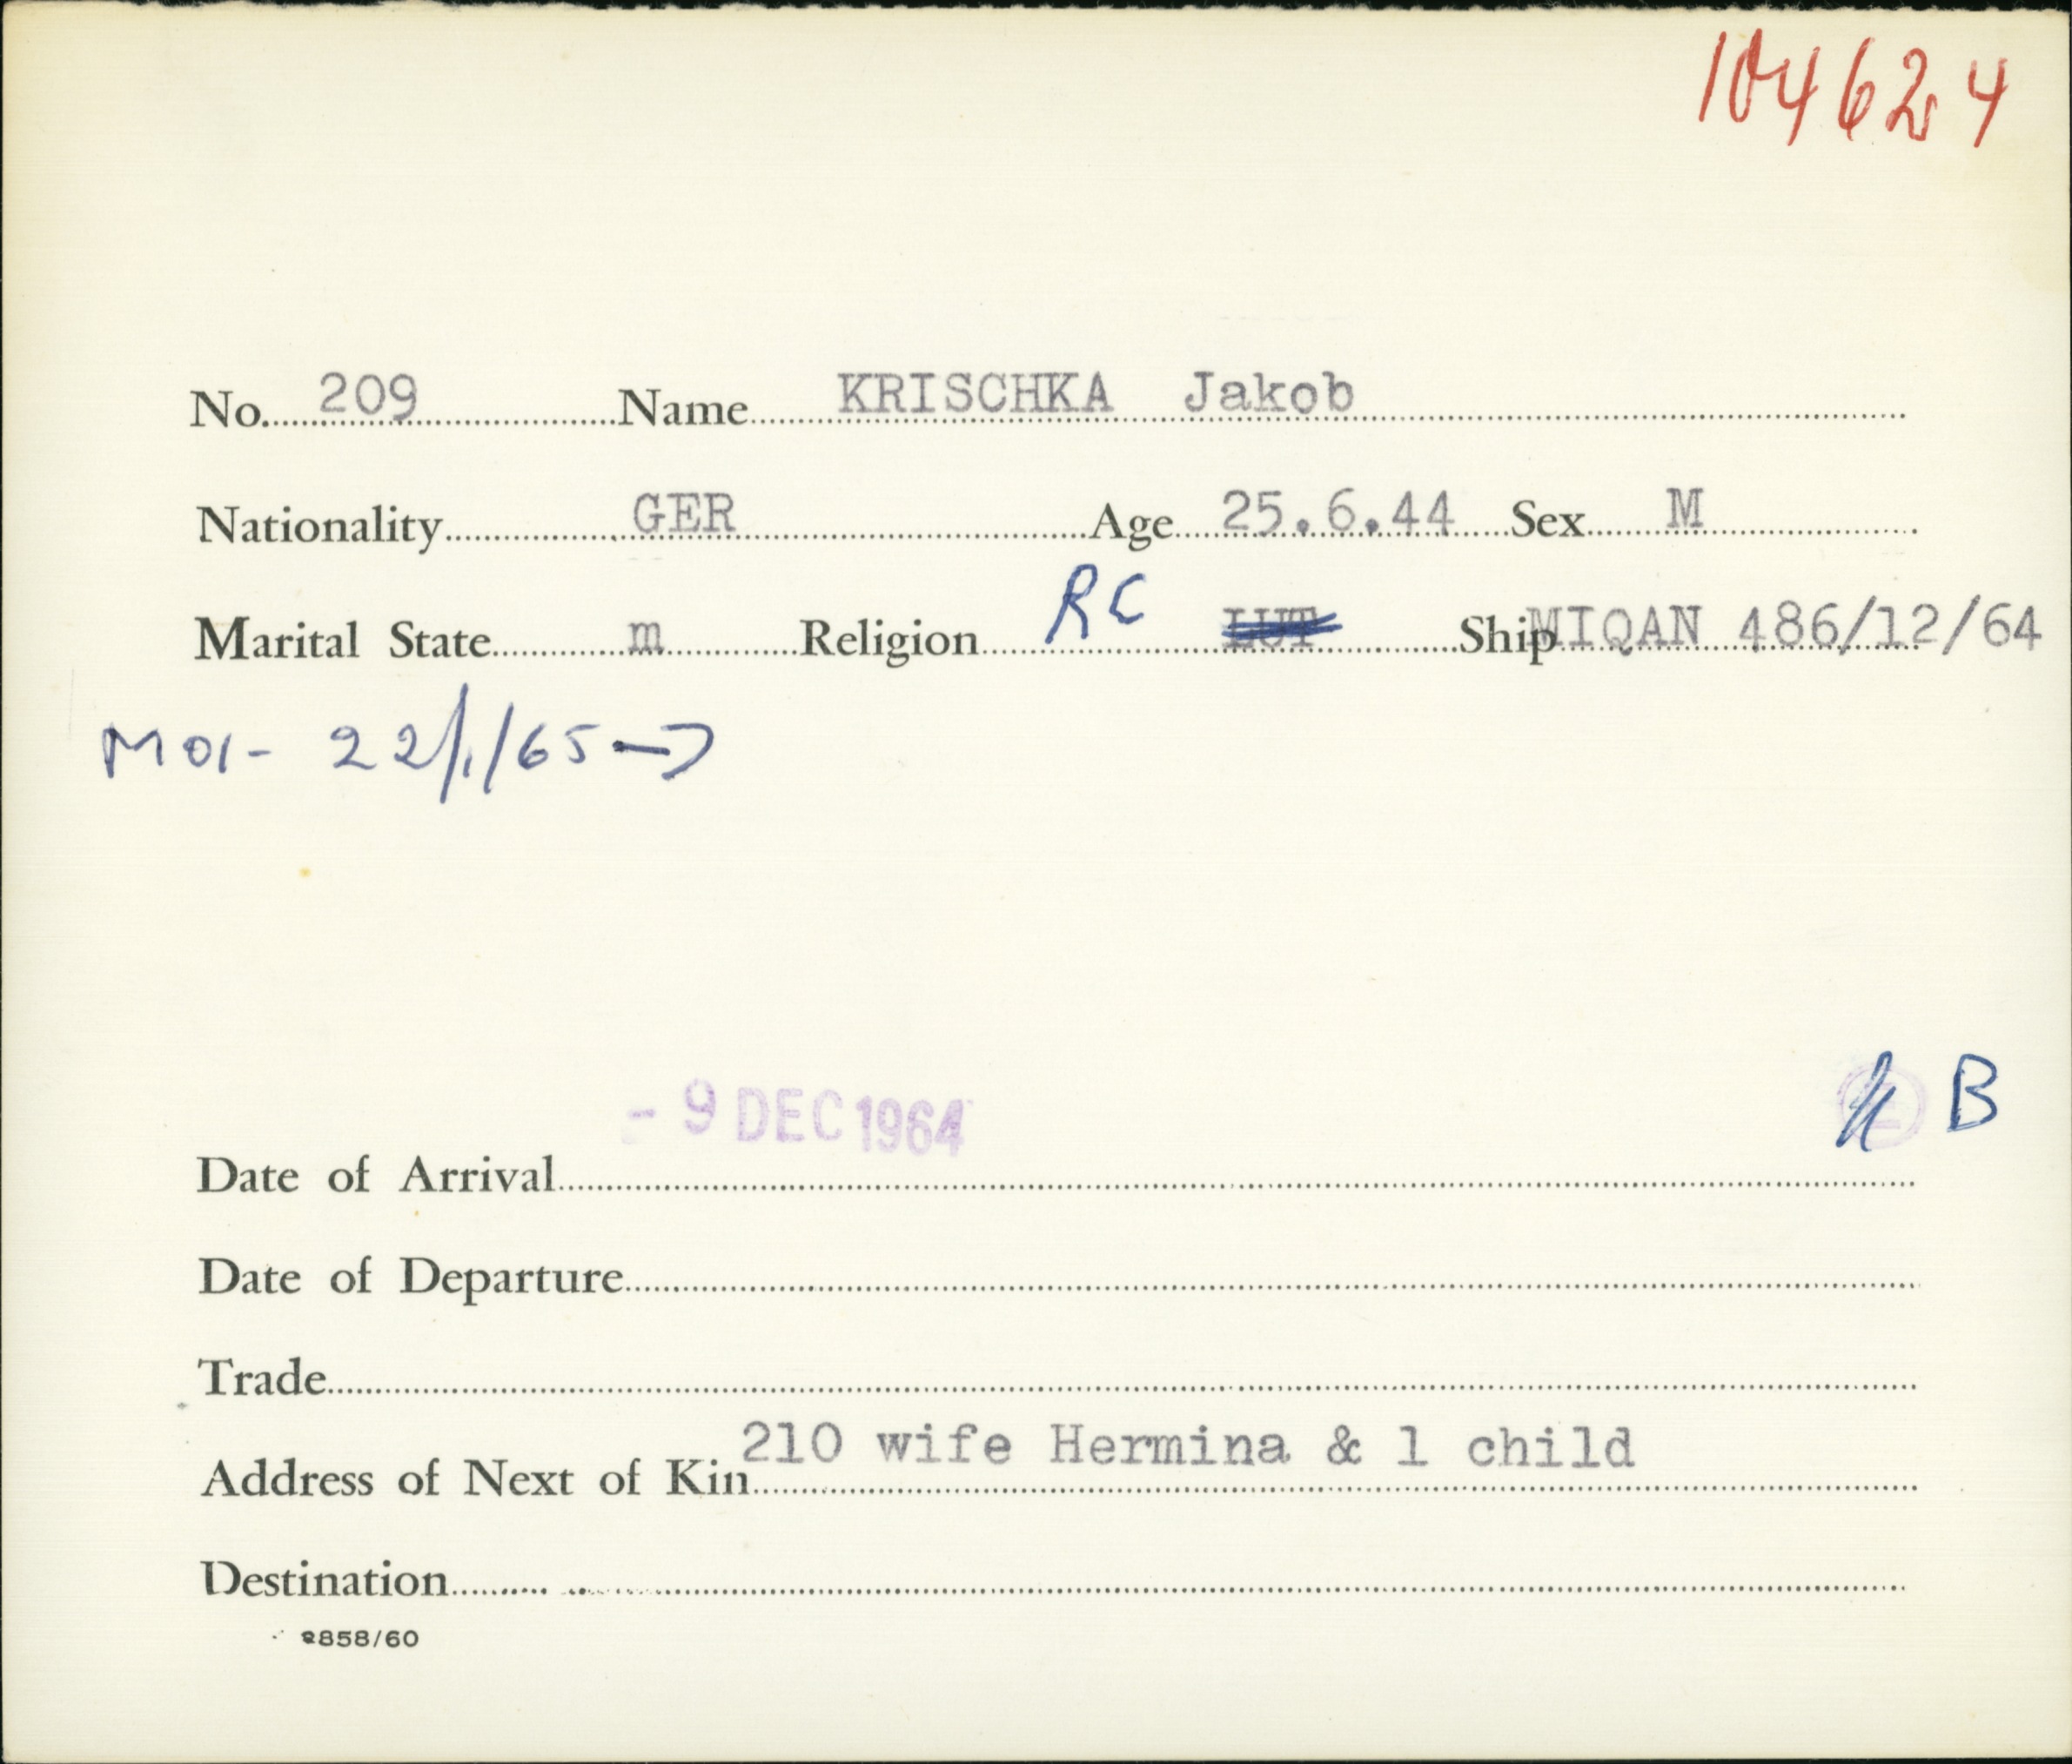 104624
No. 209 Name KRISCHKA Jakob
Nationality GER Age 25.6.44 Sex M
Marital State m Religion RC LUT Ship MIQAN 486/12/64
MOI- 22/1/65 →
B
- 9 DEC 1964
Date of Arrival
Date of Departure
Trade
Address of Next of Kin 210 wife Hermina & 1 child
Destination
858/60